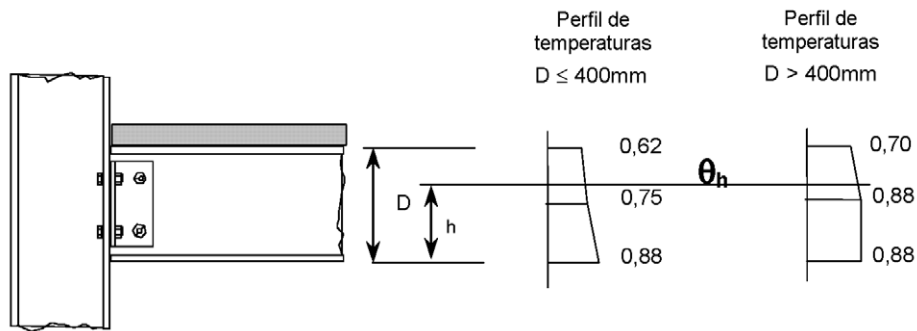 Perfil de
temperaturas
D ≤ 400mm
Perfil de
temperaturas
D > 400mm
0,62
0,70
θh
D
0,75
0,88
h
0,88
0,88